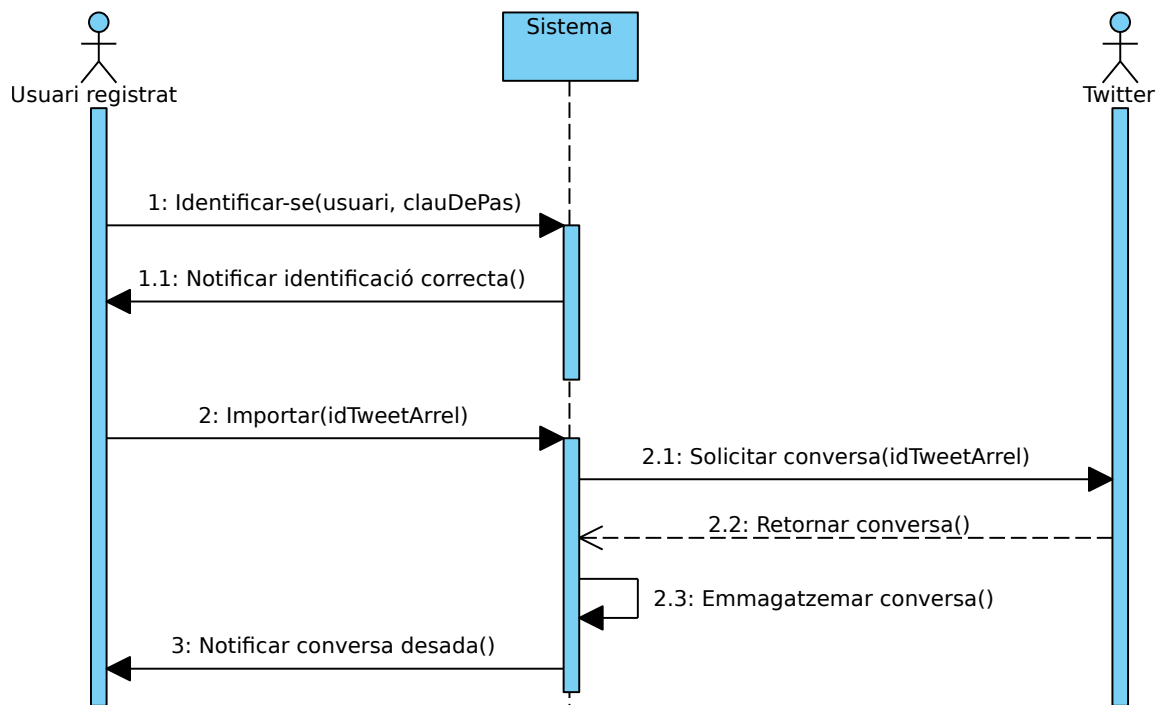 Sistema
Usuari registrat
Twitter
1: Identificar-se(usuari, clauDePas)
1.1: Notificar identificació correcta()
2: Importar(idTweetArrel)
2.1: Solicitar conversa(idTweetArrel)
2.2: Retornar conversa()
2.3: Emmagatzemar conversa()
3: Notificar conversa desada()